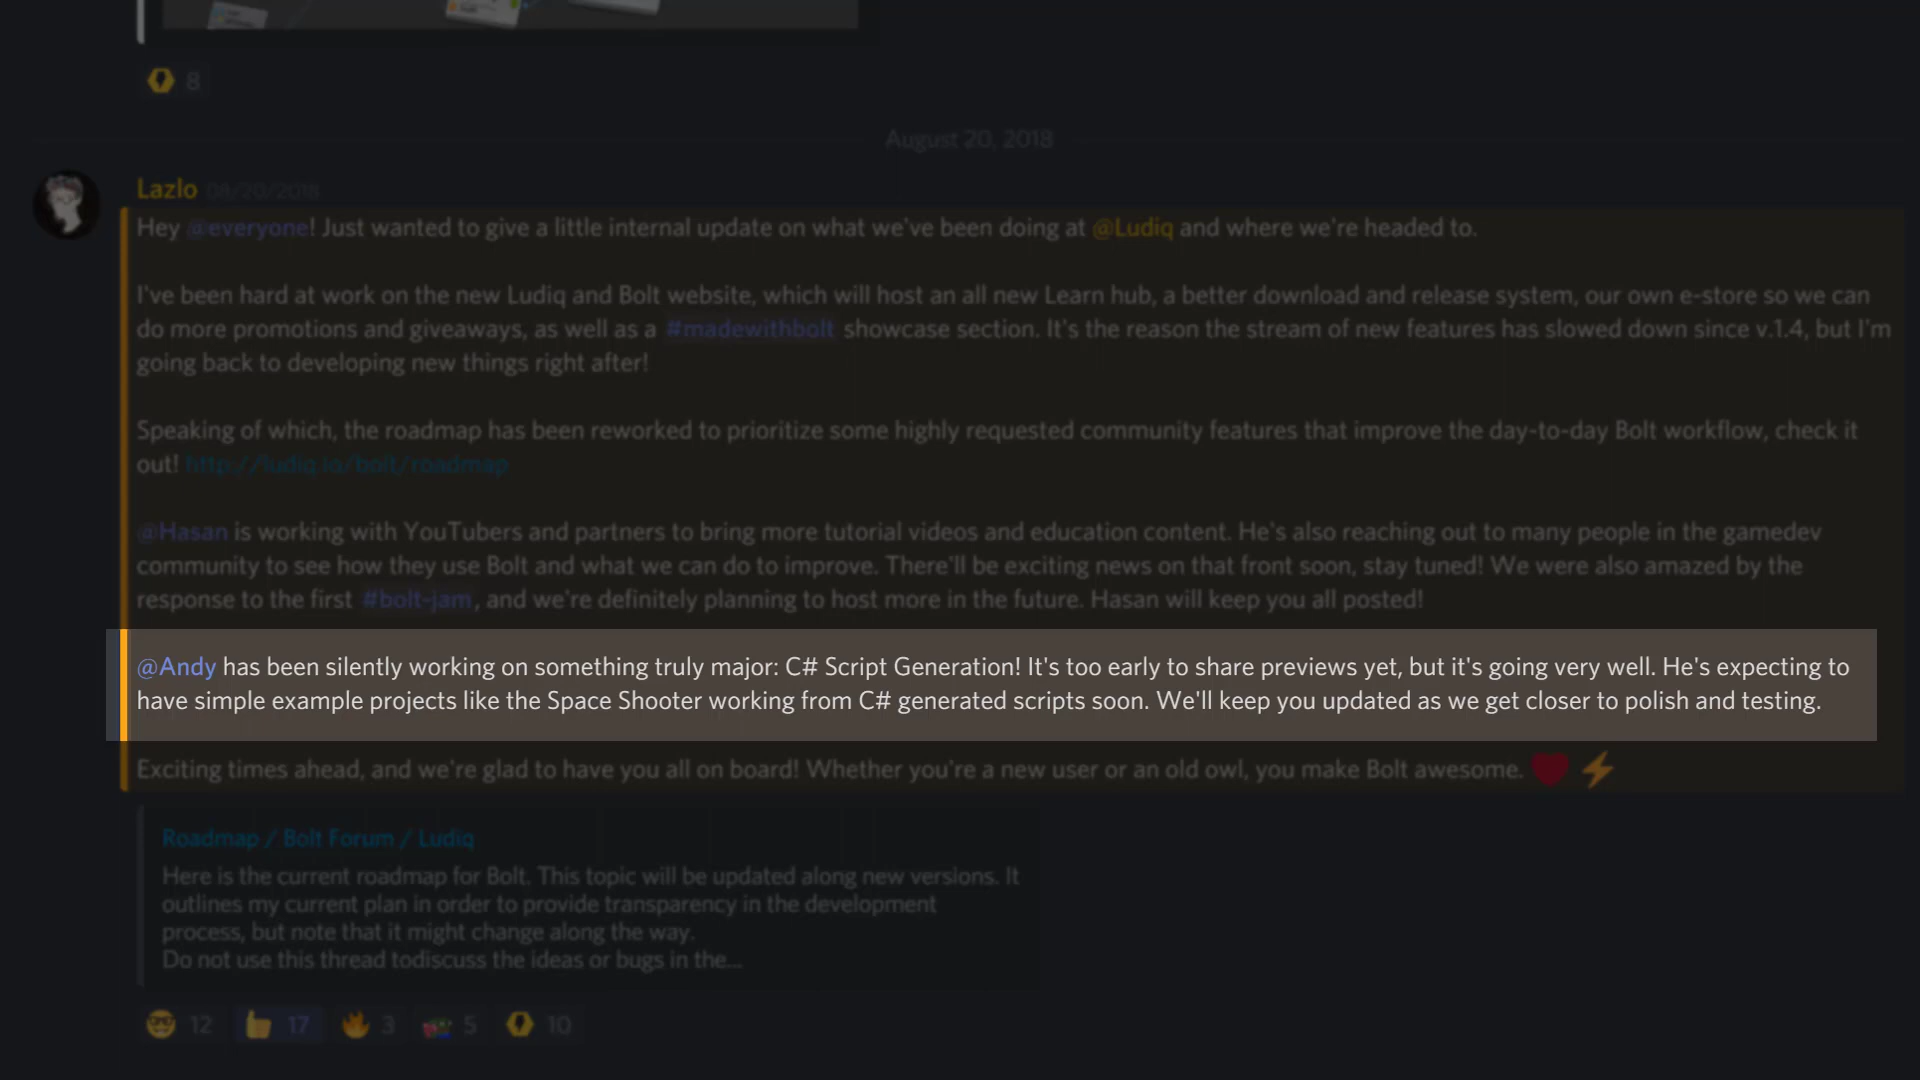 8
August 20, 2018
Lazlo 08/20/2018
Hey @everyone! Just wanted to give a little internal update on what we've been doing at @Ludiq and where we're headed to.
I've been hard at work on the new Ludiq and Bolt website, which will host an all new Learn hub, a better download and release system, our own e-store so we can
do more promotions and giveaways, as well as a #madewithbolt showcase section. It's the reason the stream of new features has slowed down since v.1.4, but I'm
going back to developing new things right after!
Speaking of which, the roadmap has been reworked to prioritize some highly requested community features that improve the day-to-day Bolt workflow, check it
out! http://ludiq.io/bolt/roadmap
@Hasan is working with YouTubers and partners to bring more tutorial videos and education content. He's also reaching out to many people in the gamedev
community to see how they use Bolt and what we can do to improve. There'll be exciting news on that front soon, stay tuned! We were also amazed by the
response to the first #bolt-jam, and we're definitely planning to host more in the future. Hasan will keep you all posted!
@Andy has been silently working on something truly major: C# Script Generation! It's too early to share previews yet, but it's going very well. He's expecting to
have simple example projects like the Space Shooter working from C# generated scripts soon. We'll keep you updated as we get closer to polish and testing.
Exciting times ahead, and we're glad to have you all on board! Whether you're a new user or an old owl, you make Bolt awesome. ❤️ ⚡
Roadmap / Bolt Forum / Ludiq
Here is the current roadmap for Bolt. This topic will be updated along new versions. It
outlines my current plan in order to provide transparency in the development
process, but note that it might change along the way.
Do not use this thread todiscuss the ideas or bugs in the...
12 17 3 5 10